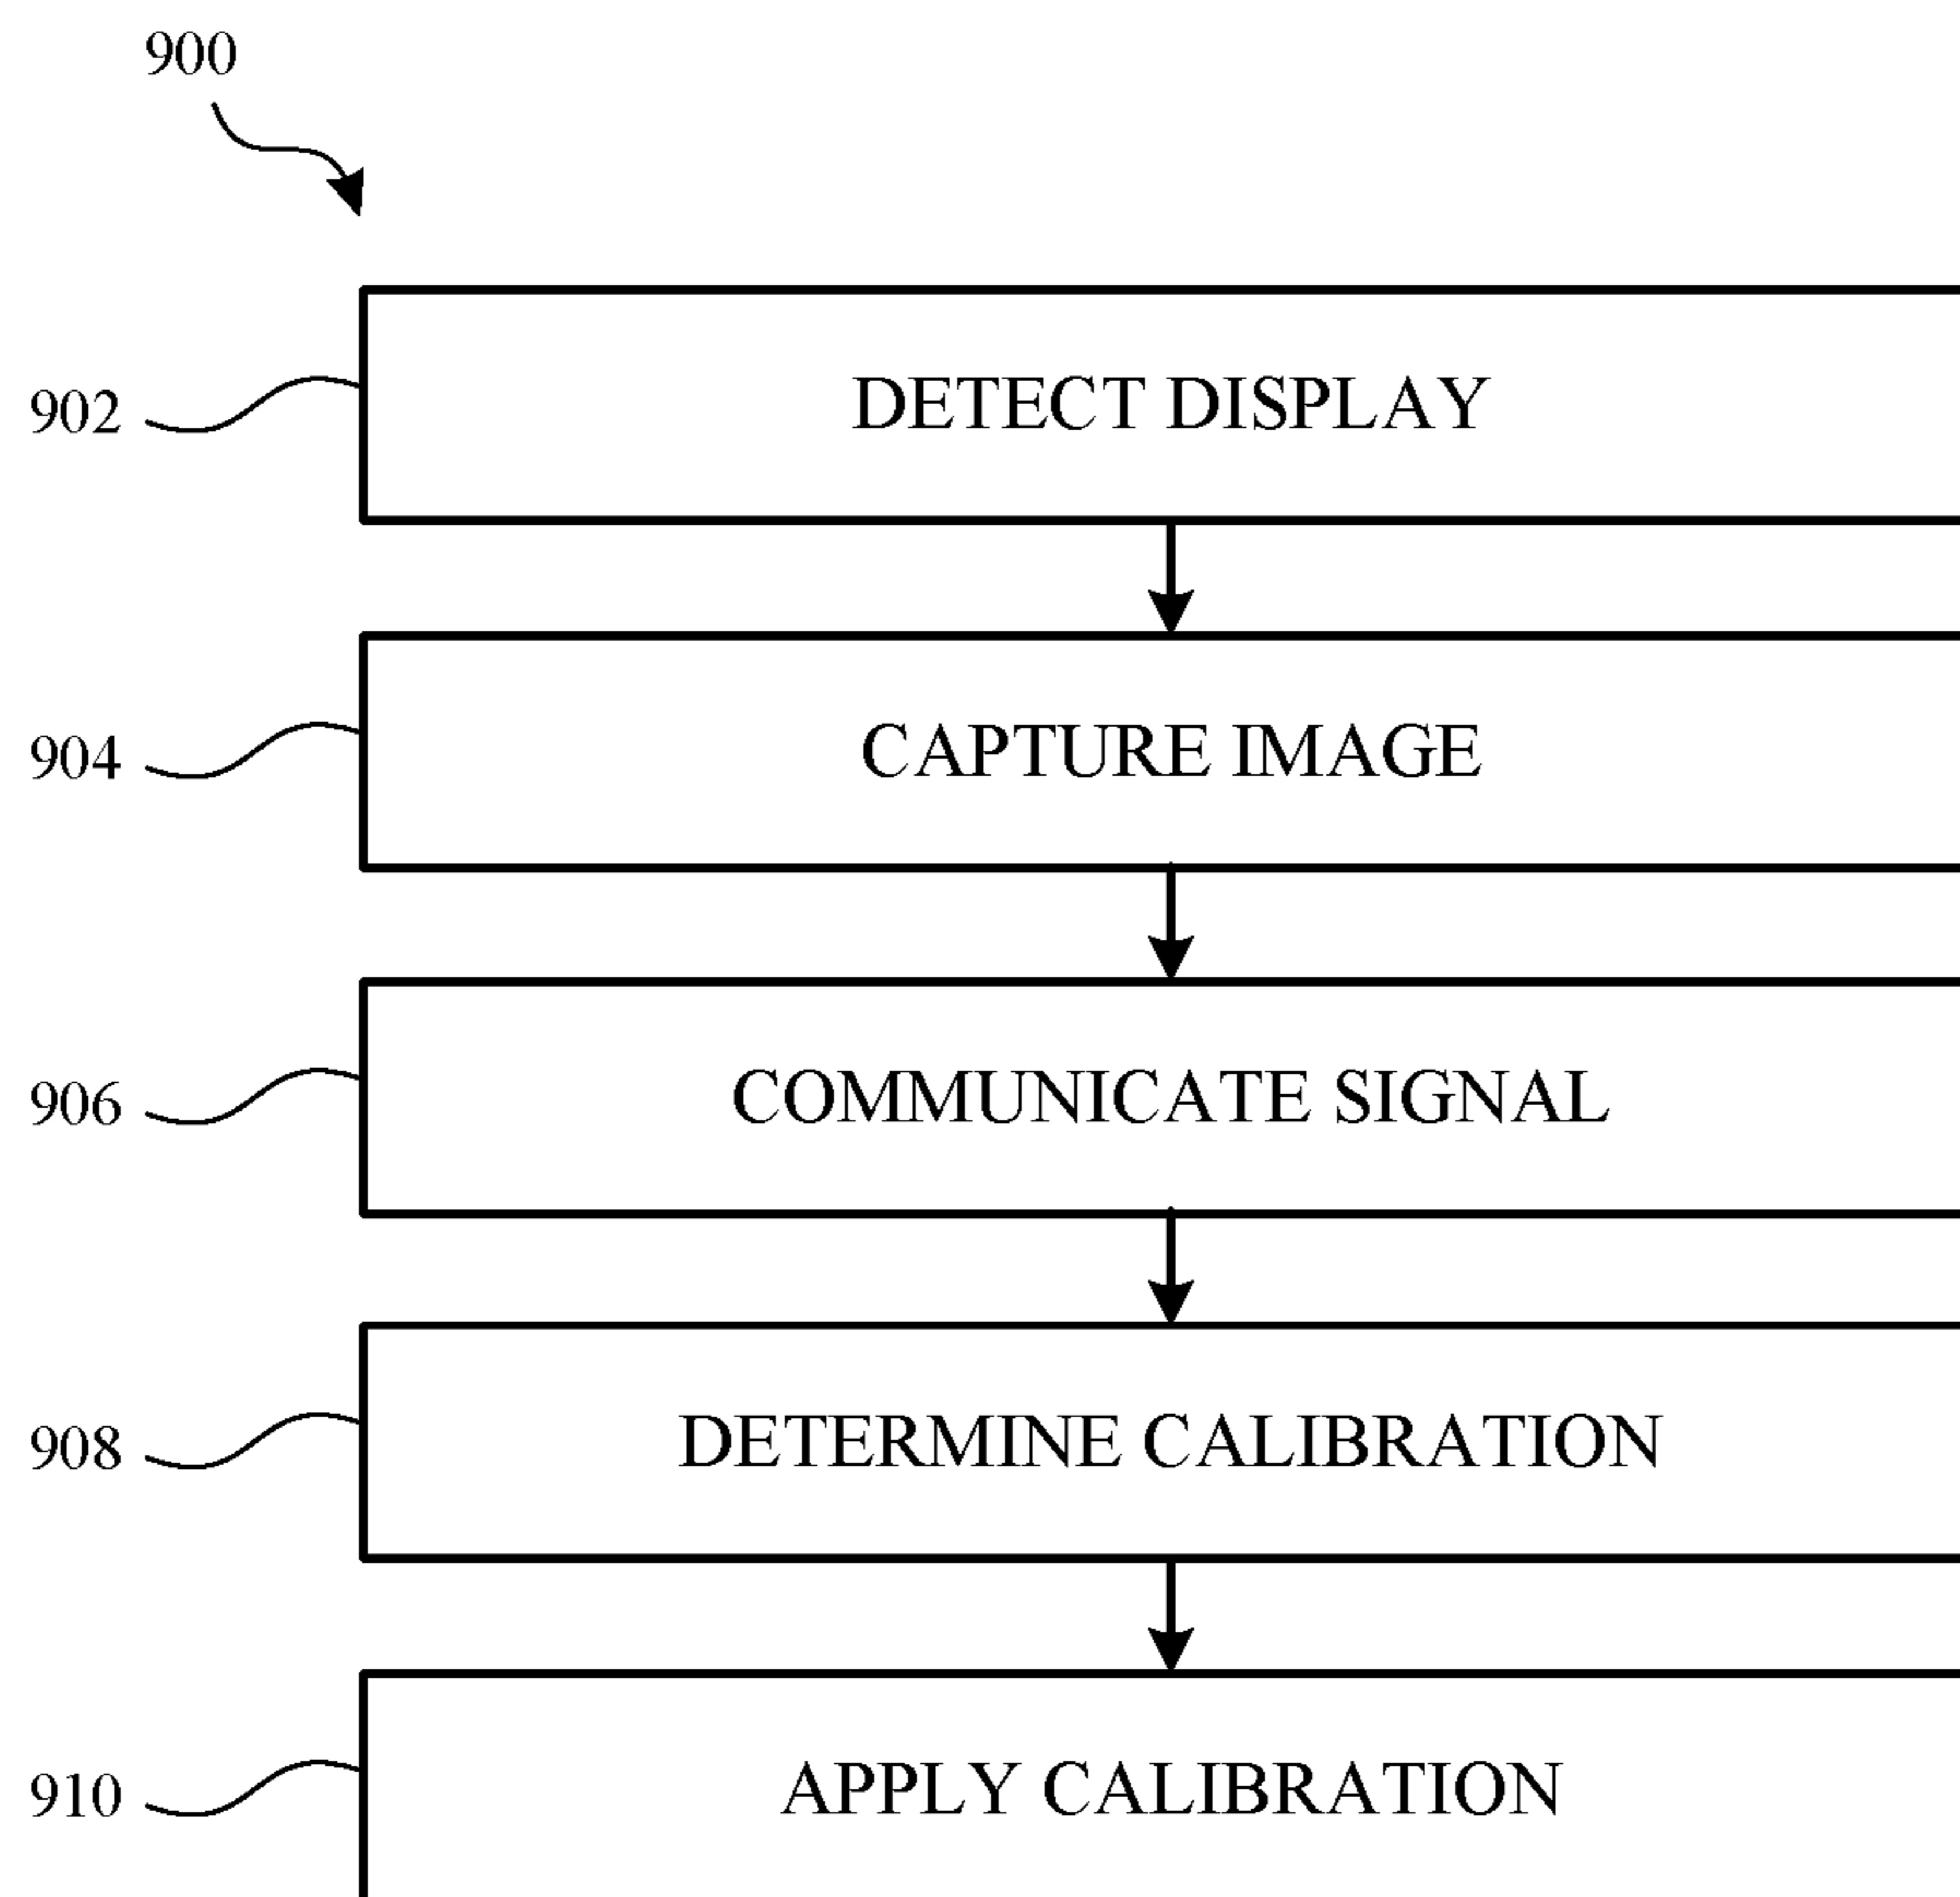 900
902
DETECT DISPLAY
904
CAPTURE IMAGE
906
COMMUNICATE SIGNAL
908
DETERMINE CALIBRATION
910
APPLY CALIBRATION